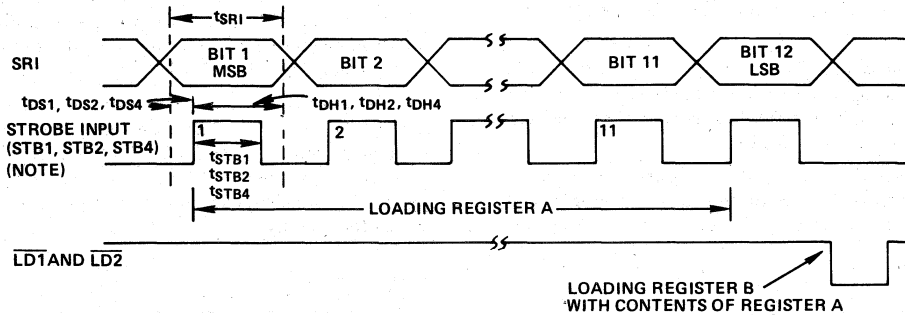 tSRI
SRI
BIT 1
MSB
BIT 2
BIT 11
BIT 12
LSB
tDS1, tDS2, tDS4
tDH1, tDH2, tDH4
STROBE INPUT
(STB1, STB2, STB4)
(NOTE)
1
2
11
tSTB1
tSTB2
tSTB4
LOADING REGISTER A
LD1 AND LD2
LOADING REGISTER B
WITH CONTENTS OF REGISTER A